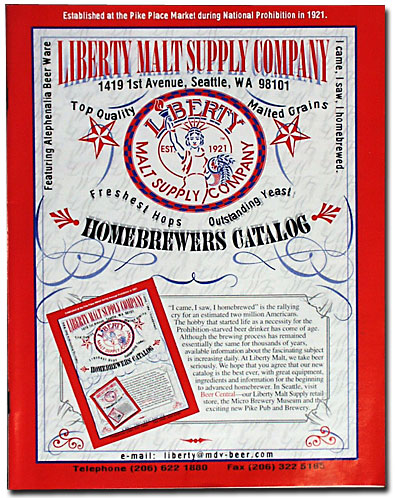 Established at the Pike Place Market during National Prohibition in 1921.
Featuring Alephenalia Beer Ware
I came, I saw, I homebrewed.
LIBERTY MALT SUPPLY COMPANY
1419 1st Avenue, Seattle, WA 98101
Top Quality
Malted Grains
LIBERTY
EST. 1921
MALT SUPPLY COMPANY
Freshest Hops
Outstanding Yeast
HOMEBREWERS CATALOG
LIBERTY MALT SUPPLY COMPANY
LIBERTY
HOMEBREWERS CATALOG
"I came, I saw, I homebrewed" is the rallying
cry for an estimated two million Americans.
The hobby that started life as a necessity for the
Prohibition-starved beer drinker has come of age.
Although the brewing process has remained
essentially the same for thousands of years,
available information about the fascinating subject
is increasing daily. At Liberty Malt, we take beer
seriously. We hope that you agree that our new
catalog is the best ever, with great equipment,
ingredients and information for the beginning
to advanced homebrewer. In Seattle, visit
Beer Central—our Liberty Malt Supply retail
store, the Micro Brewery Museum and the
exciting new Pike Pub and Brewery.
e-mail: liberty@mdv-beer.com
Telephone (206) 622 1880 Fax (206) 322 5185